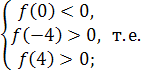 f(0) < 0,
f(−4) > 0, т.е.
f(4) > 0;